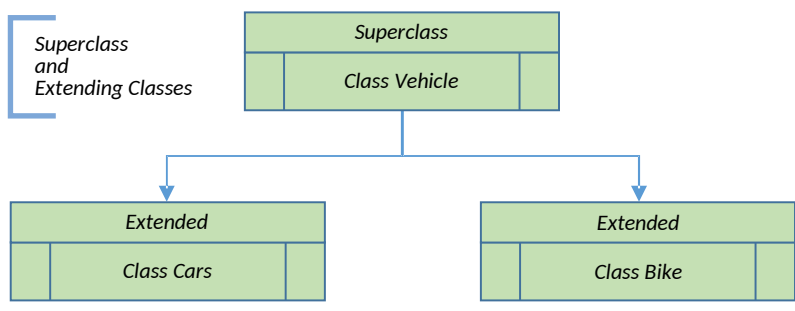 Superclass
and
Extending Classes
Superclass
Class Vehicle
Extended
Class Cars
Extended
Class Bike